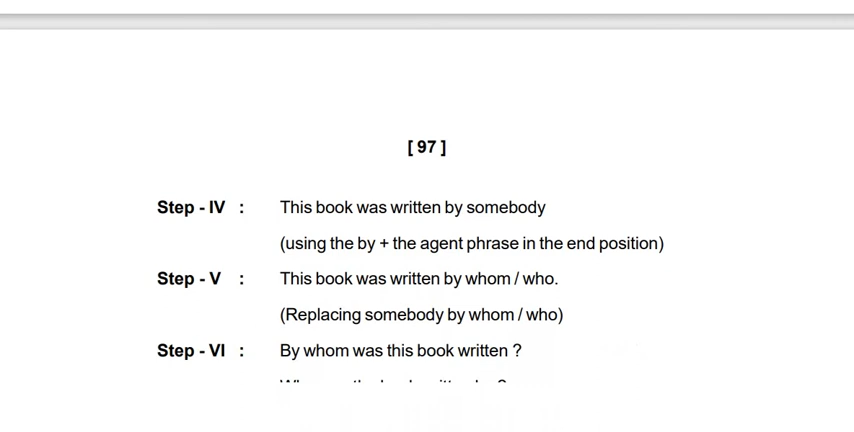 [ 97 ]
Step - IV : This book was written by somebody
(using the by + the agent phrase in the end position)
Step - V : This book was written by whom / who.
(Replacing somebody by whom / who)
Step - VI : By whom was this book written ?